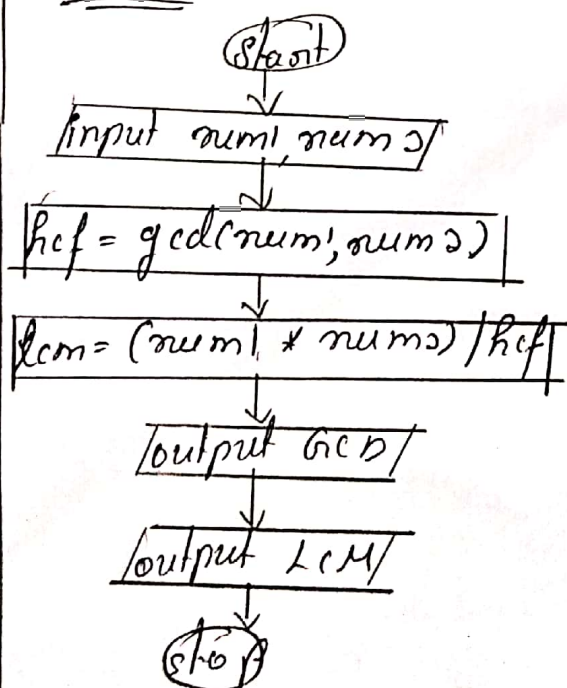 Start
input num1, num2
hcf = gcd(num1, num2)
lcm = (num1 * num2) / hcf
output GCD
output LCM
stop